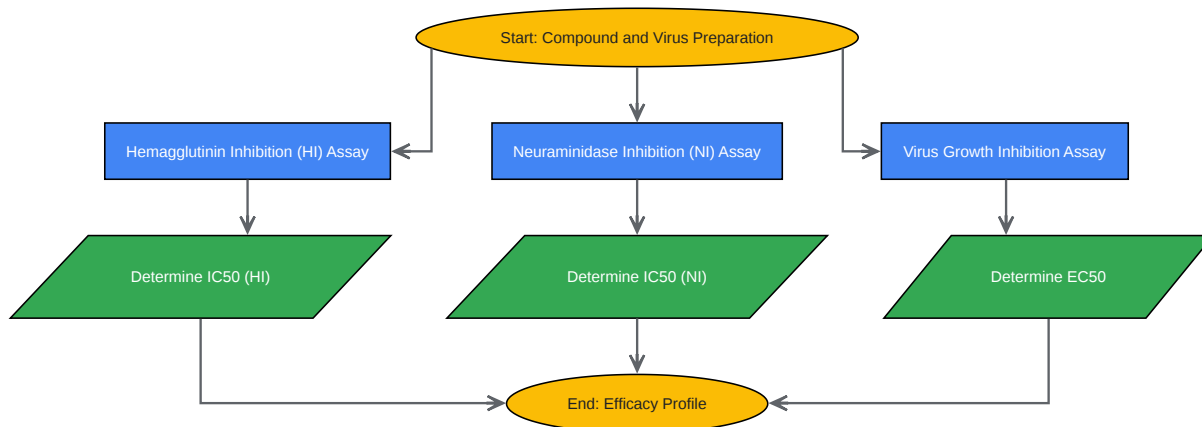 Start: Compound and Virus Preparation
Hemagglutinin Inhibition (HI) Assay
Neuraminidase Inhibition (NI) Assay
Virus Growth Inhibition Assay
Determine IC50 (HI)
Determine IC50 (NI)
Determine EC50
End: Efficacy Profile